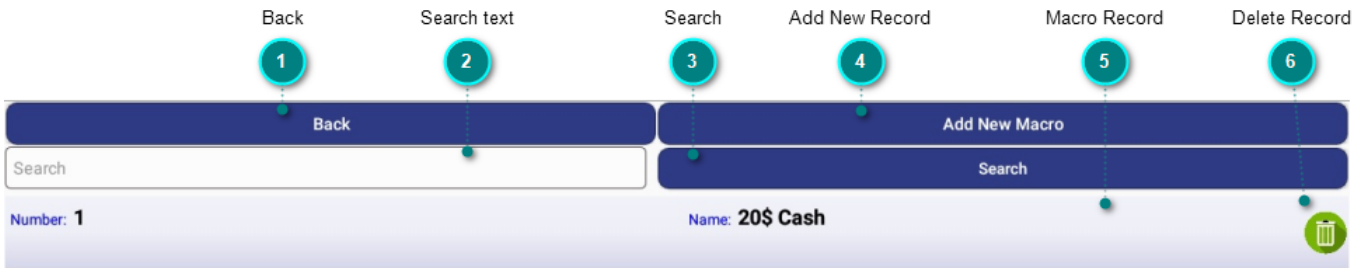 Back Search text Search Add New Record Macro Record Delete Record
1 2 3 4 5 6
Back Add New Macro
Search Search
Number: 1 Name: 20$ Cash